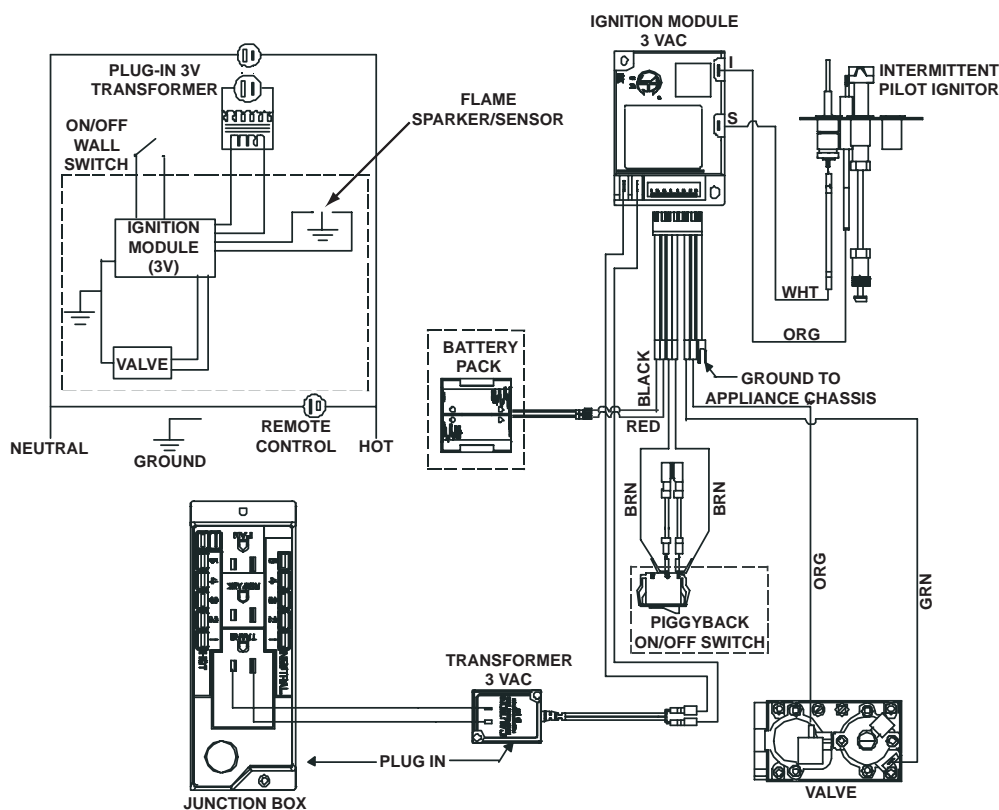 PLUG-IN 3V
TRANSFORMER
ON/OFF
WALL
SWITCH
FLAME
SPARKER/SENSOR
IGNITION
MODULE
(3V)
VALVE
NEUTRAL
GROUND
REMOTE
CONTROL
HOT
IGNITION MODULE
3 VAC
I
S
INTERMITTENT
PILOT IGNITOR
WHT
ORG
BATTERY
PACK
BLACK
RED
GROUND TO
APPLIANCE CHASSIS
BRN
BRN
ORG
GRN
PIGGYBACK
ON/OFF SWITCH
TRANSFORMER
3 VAC
PLUG IN
JUNCTION BOX
VALVE